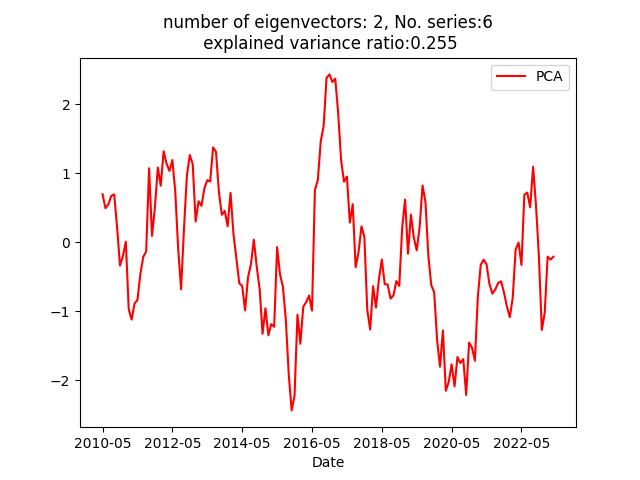 number of eigenvectors: 2, No. series:6
explained variance ratio:0.255
PCA
2
1
0
−1
−2
2010-05 2012-05 2014-05 2016-05 2018-05 2020-05 2022-05
Date